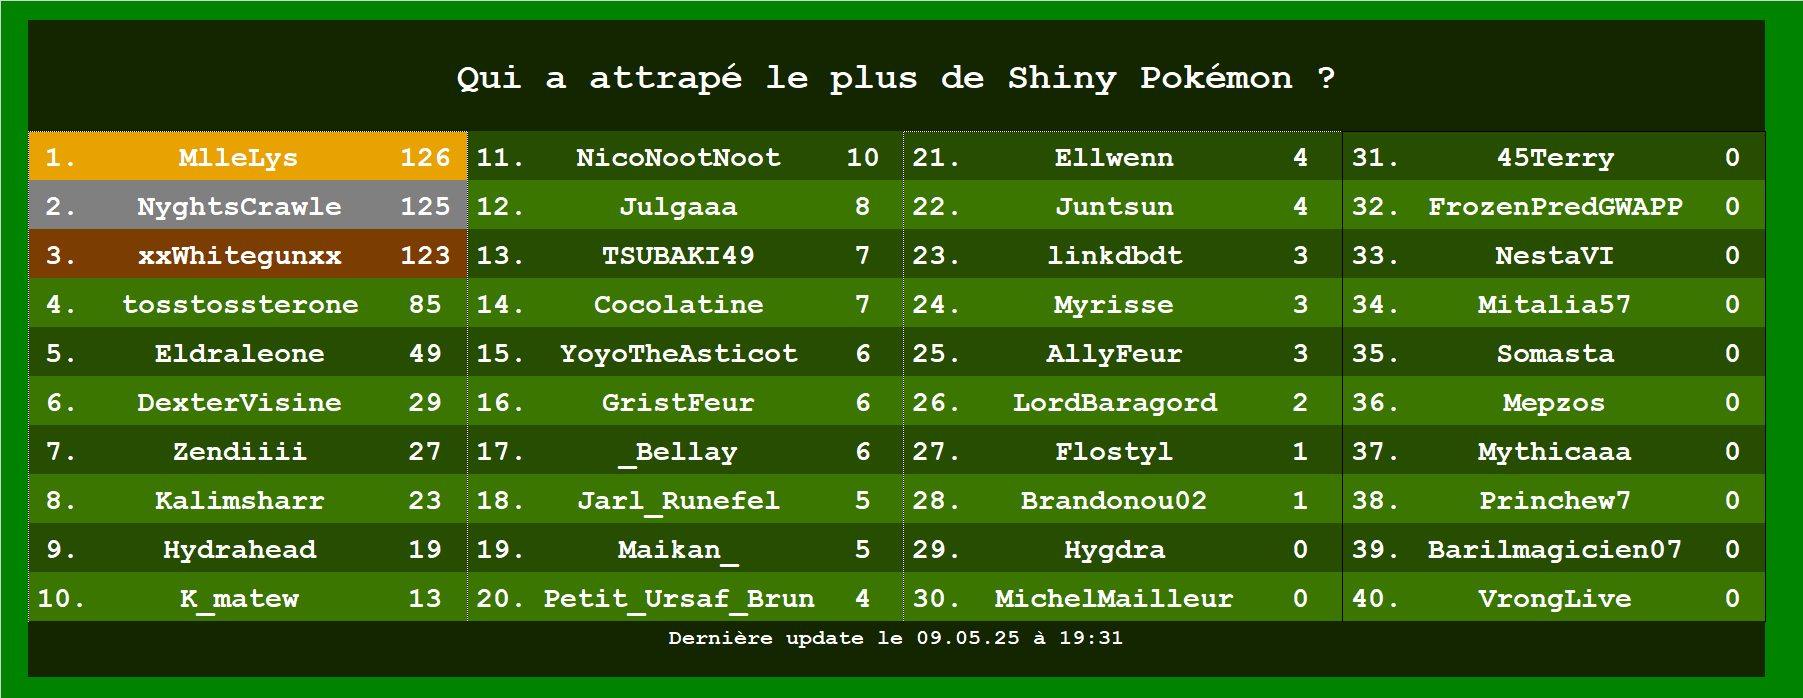 Qui a attrapé le plus de Shiny Pokémon ?
1. MlleLys 126
2. NyghtsCrawle 125
3. xxWhitegunxx 123
4. tosstossterone 85
5. Eldraleone 49
6. DexterVisine 29
7. Zendiiii 27
8. Kalimsharr 23
9. Hydrahead 19
10. K_matew 13
11. NicoNootNoot 10
12. Julgaaa 8
13. TSUBAKI49 7
14. Cocolatine 7
15. YoyoTheAsticot 6
16. GristFeur 6
17. _Bellay 6
18. Jarl_Runefel 5
19. Maikan_ 5
20. Petit_Ursaf_Brun 4
21. Ellwenn 4
22. Juntsun 4
23. linkdbdt 3
24. Myrisse 3
25. AllyFeur 3
26. LordBaragord 2
27. Flostyl 1
28. Brandonou02 1
29. Hygdra 0
30. MichelMailleur 0
31. 45Terry 0
32. FrozenPredGWAPP 0
33. NestaVI 0
34. Mitalia57 0
35. Somasta 0
36. Mepzos 0
37. Mythicaaa 0
38. Princhew7 0
39. Barilmagicien07 0
40. VrongLive 0
Dernière update le 09.05.25 à 19:31